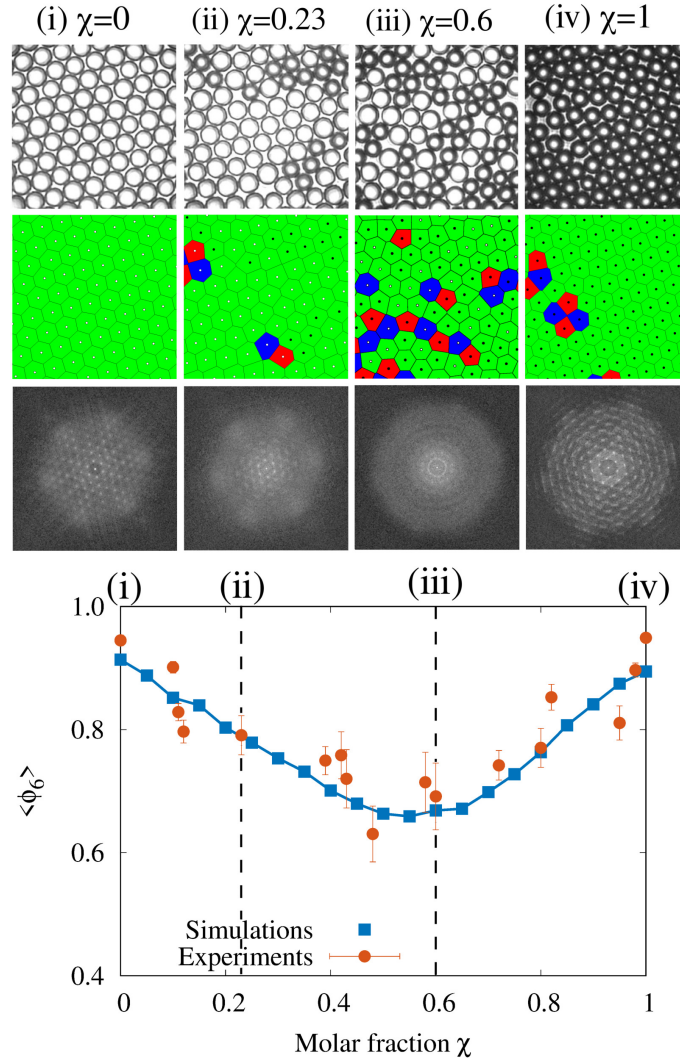 (i) χ=0 (ii) χ=0.23 (iii) χ=0.6 (iv) χ=1
(i) (ii) (iii) (iv)
1.0
0.8
<ϕ6>
0.6
Simulations
Experiments
0.4
0 0.2 0.4 0.6 0.8 1
Molar fraction χ